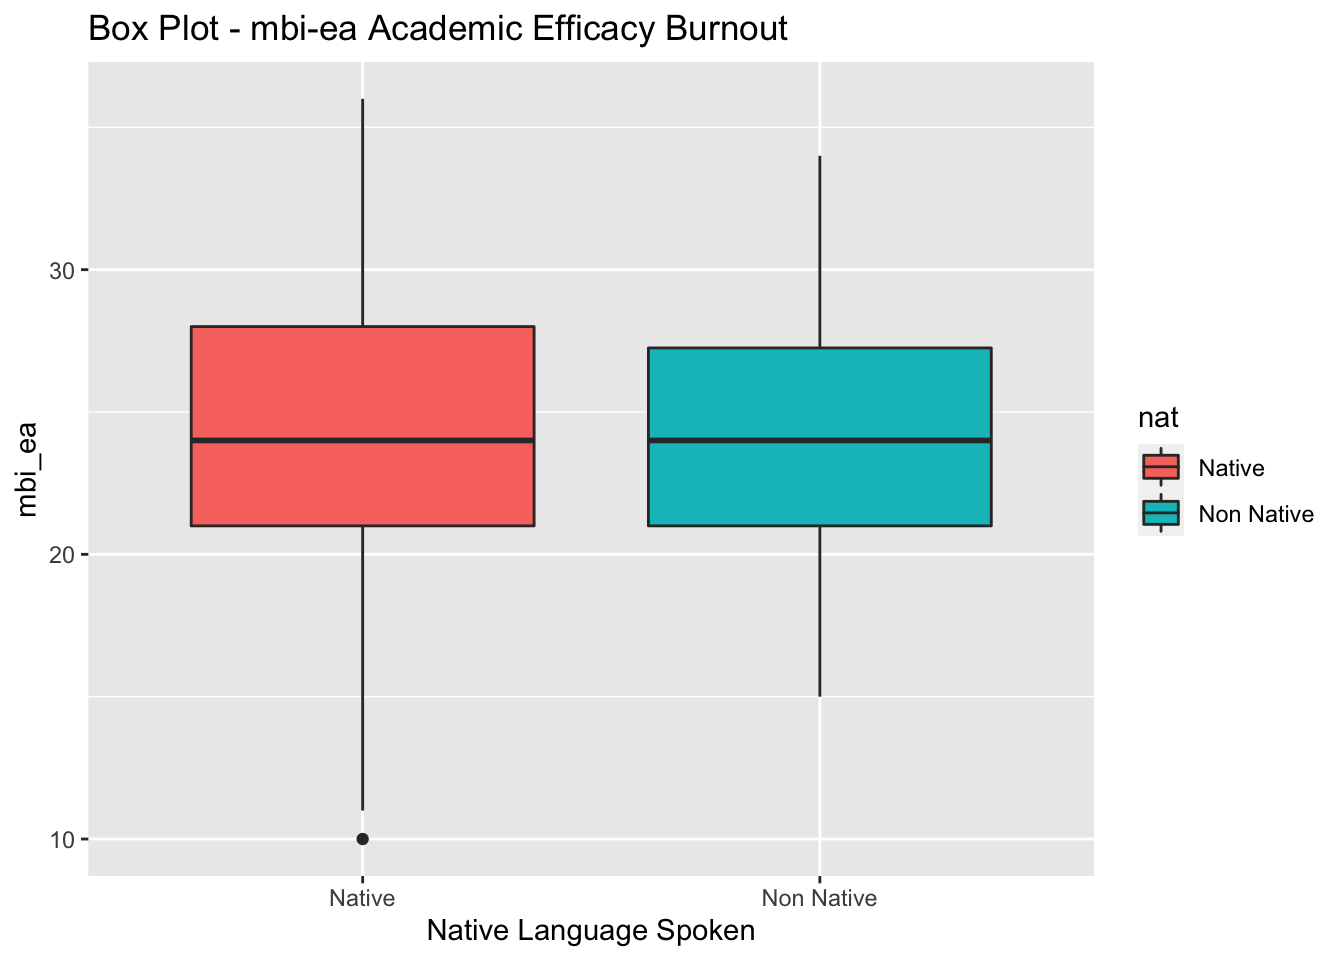 Box Plot - mbi-ea Academic Efficacy Burnout
mbi_ea
30
20
10
Native
Non Native
Native Language Spoken
nat
Native
Non Native